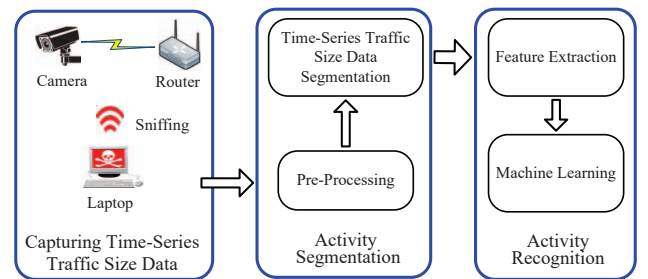 Camera
Router
Sniffing
Laptop
Capturing Time-Series
Traffic Size Data
Time-Series Traffic
Size Data
Segmentation
Pre-Processing
Activity
Segmentation
Feature Extraction
Machine Learning
Activity
Recognition